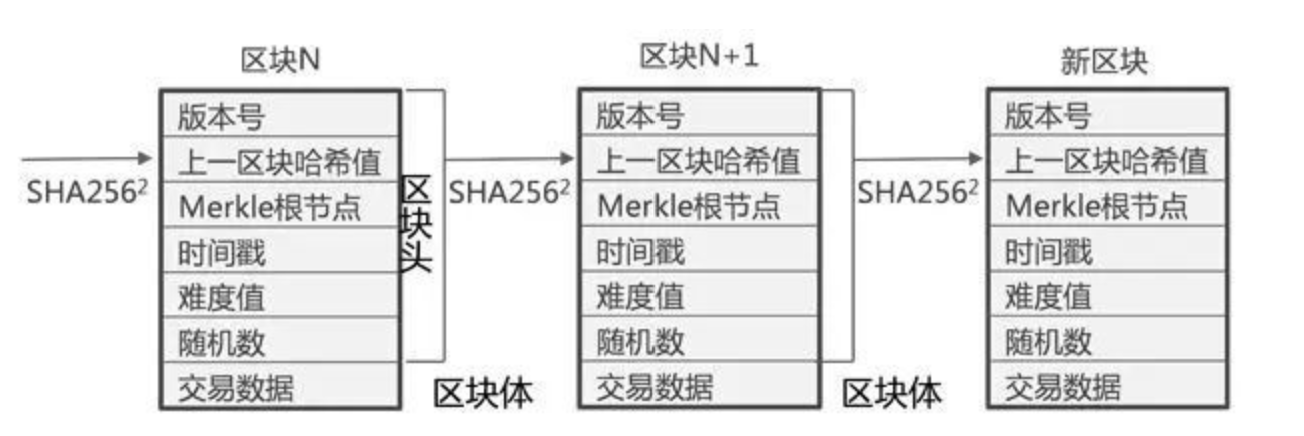 区块N
版本号
上一区块哈希值
Merkle根节点
时间戳
难度值
随机数
交易数据
SHA256²
区块头
区块体
区块N+1
版本号
上一区块哈希值
Merkle根节点
时间戳
难度值
随机数
交易数据
SHA256²
区块体
新区块
版本号
上一区块哈希值
Merkle根节点
时间戳
难度值
随机数
交易数据
SHA256²